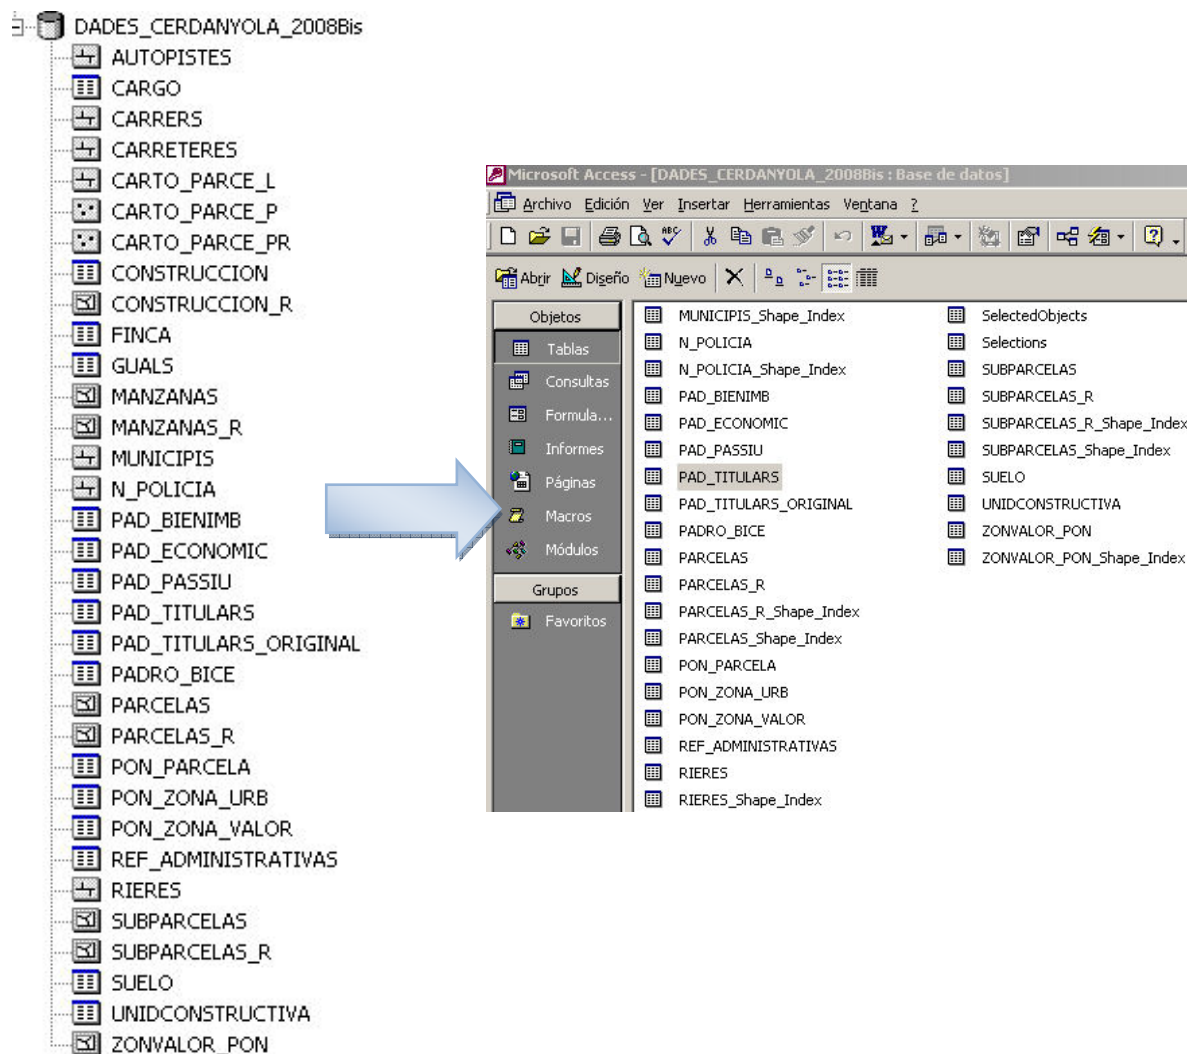 DADES_CERDANYOLA_2008Bis
AUTOPISTES
CARGO
CARRERS
CARRETERES
CARTO_PARCE_L
CARTO_PARCE_P
CARTO_PARCE_PR
CONSTRUCCION
CONSTRUCCION_R
FINCA
GUALS
MANZANAS
MANZANAS_R
MUNICIPIS
N_POLICIA
PAD_BIENIMB
PAD_ECONOMIC
PAD_PASSIU
PAD_TITULARS
PAD_TITULARS_ORIGINAL
PADRO_BICE
PARCELAS
PARCELAS_R
PON_PARCELA
PON_ZONA_URB
PON_ZONA_VALOR
REF_ADMINISTRATIVAS
RIERES
SUBPARCELAS
SUBPARCELAS_R
SUELO
UNIDCONSTRUCTIVA
ZONVALOR_PON
Microsoft Access - [DADES_CERDANYOLA_2008Bis : Base de datos]
Archivo Edición Ver Insertar Herramientas Ventana ?
Abrir Diseño Nuevo
Objetos
Tablas
Consultas
Formula...
Informes
Páginas
Macros
Módulos
Grupos
Favoritos
MUNICIPIS_Shape_Index
N_POLICIA
N_POLICIA_Shape_Index
PAD_BIENIMB
PAD_ECONOMIC
PAD_PASSIU
PAD_TITULARS
PAD_TITULARS_ORIGINAL
PADRO_BICE
PARCELAS
PARCELAS_R
PARCELAS_R_Shape_Index
PARCELAS_Shape_Index
PON_PARCELA
PON_ZONA_URB
PON_ZONA_VALOR
REF_ADMINISTRATIVAS
RIERES
RIERES_Shape_Index
SelectedObjects
Selections
SUBPARCELAS
SUBPARCELAS_R
SUBPARCELAS_R_Shape_Index
SUBPARCELAS_Shape_Index
SUELO
UNIDCONSTRUCTIVA
ZONVALOR_PON
ZONVALOR_PON_Shape_Index